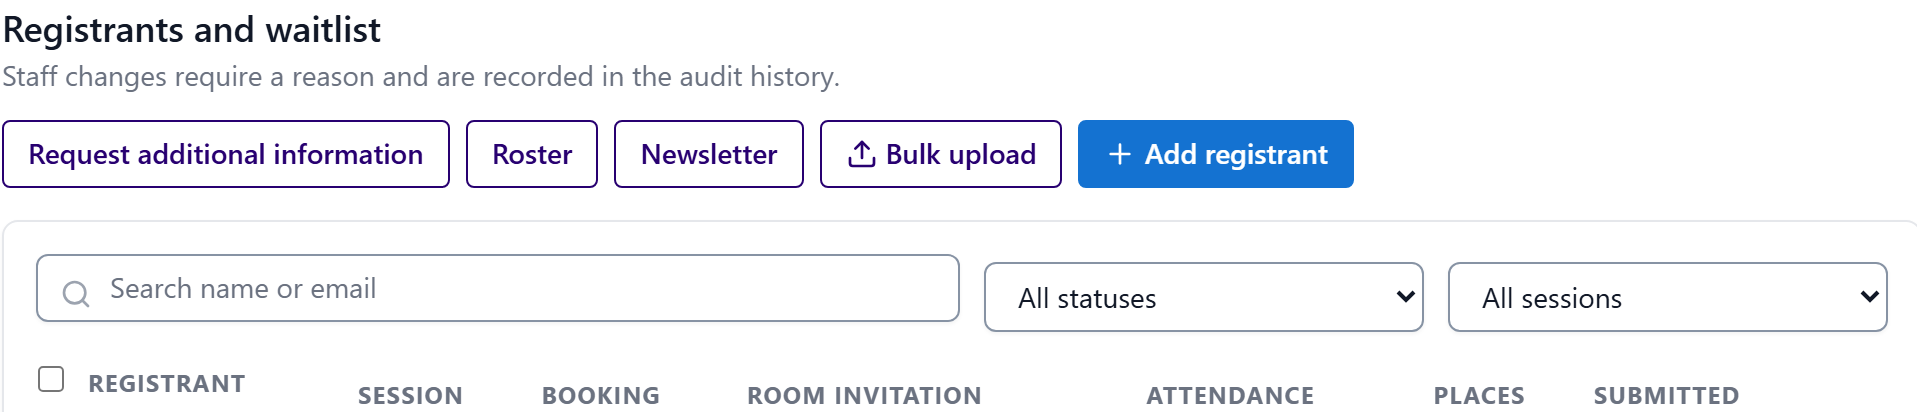 Registrants and waitlist
Staff changes require a reason and are recorded in the audit history.
Request additional information Roster Newsletter Bulk upload + Add registrant
Search name or email All statuses All sessions
REGISTRANT SESSION BOOKING ROOM INVITATION ATTENDANCE PLACES SUBMITTED